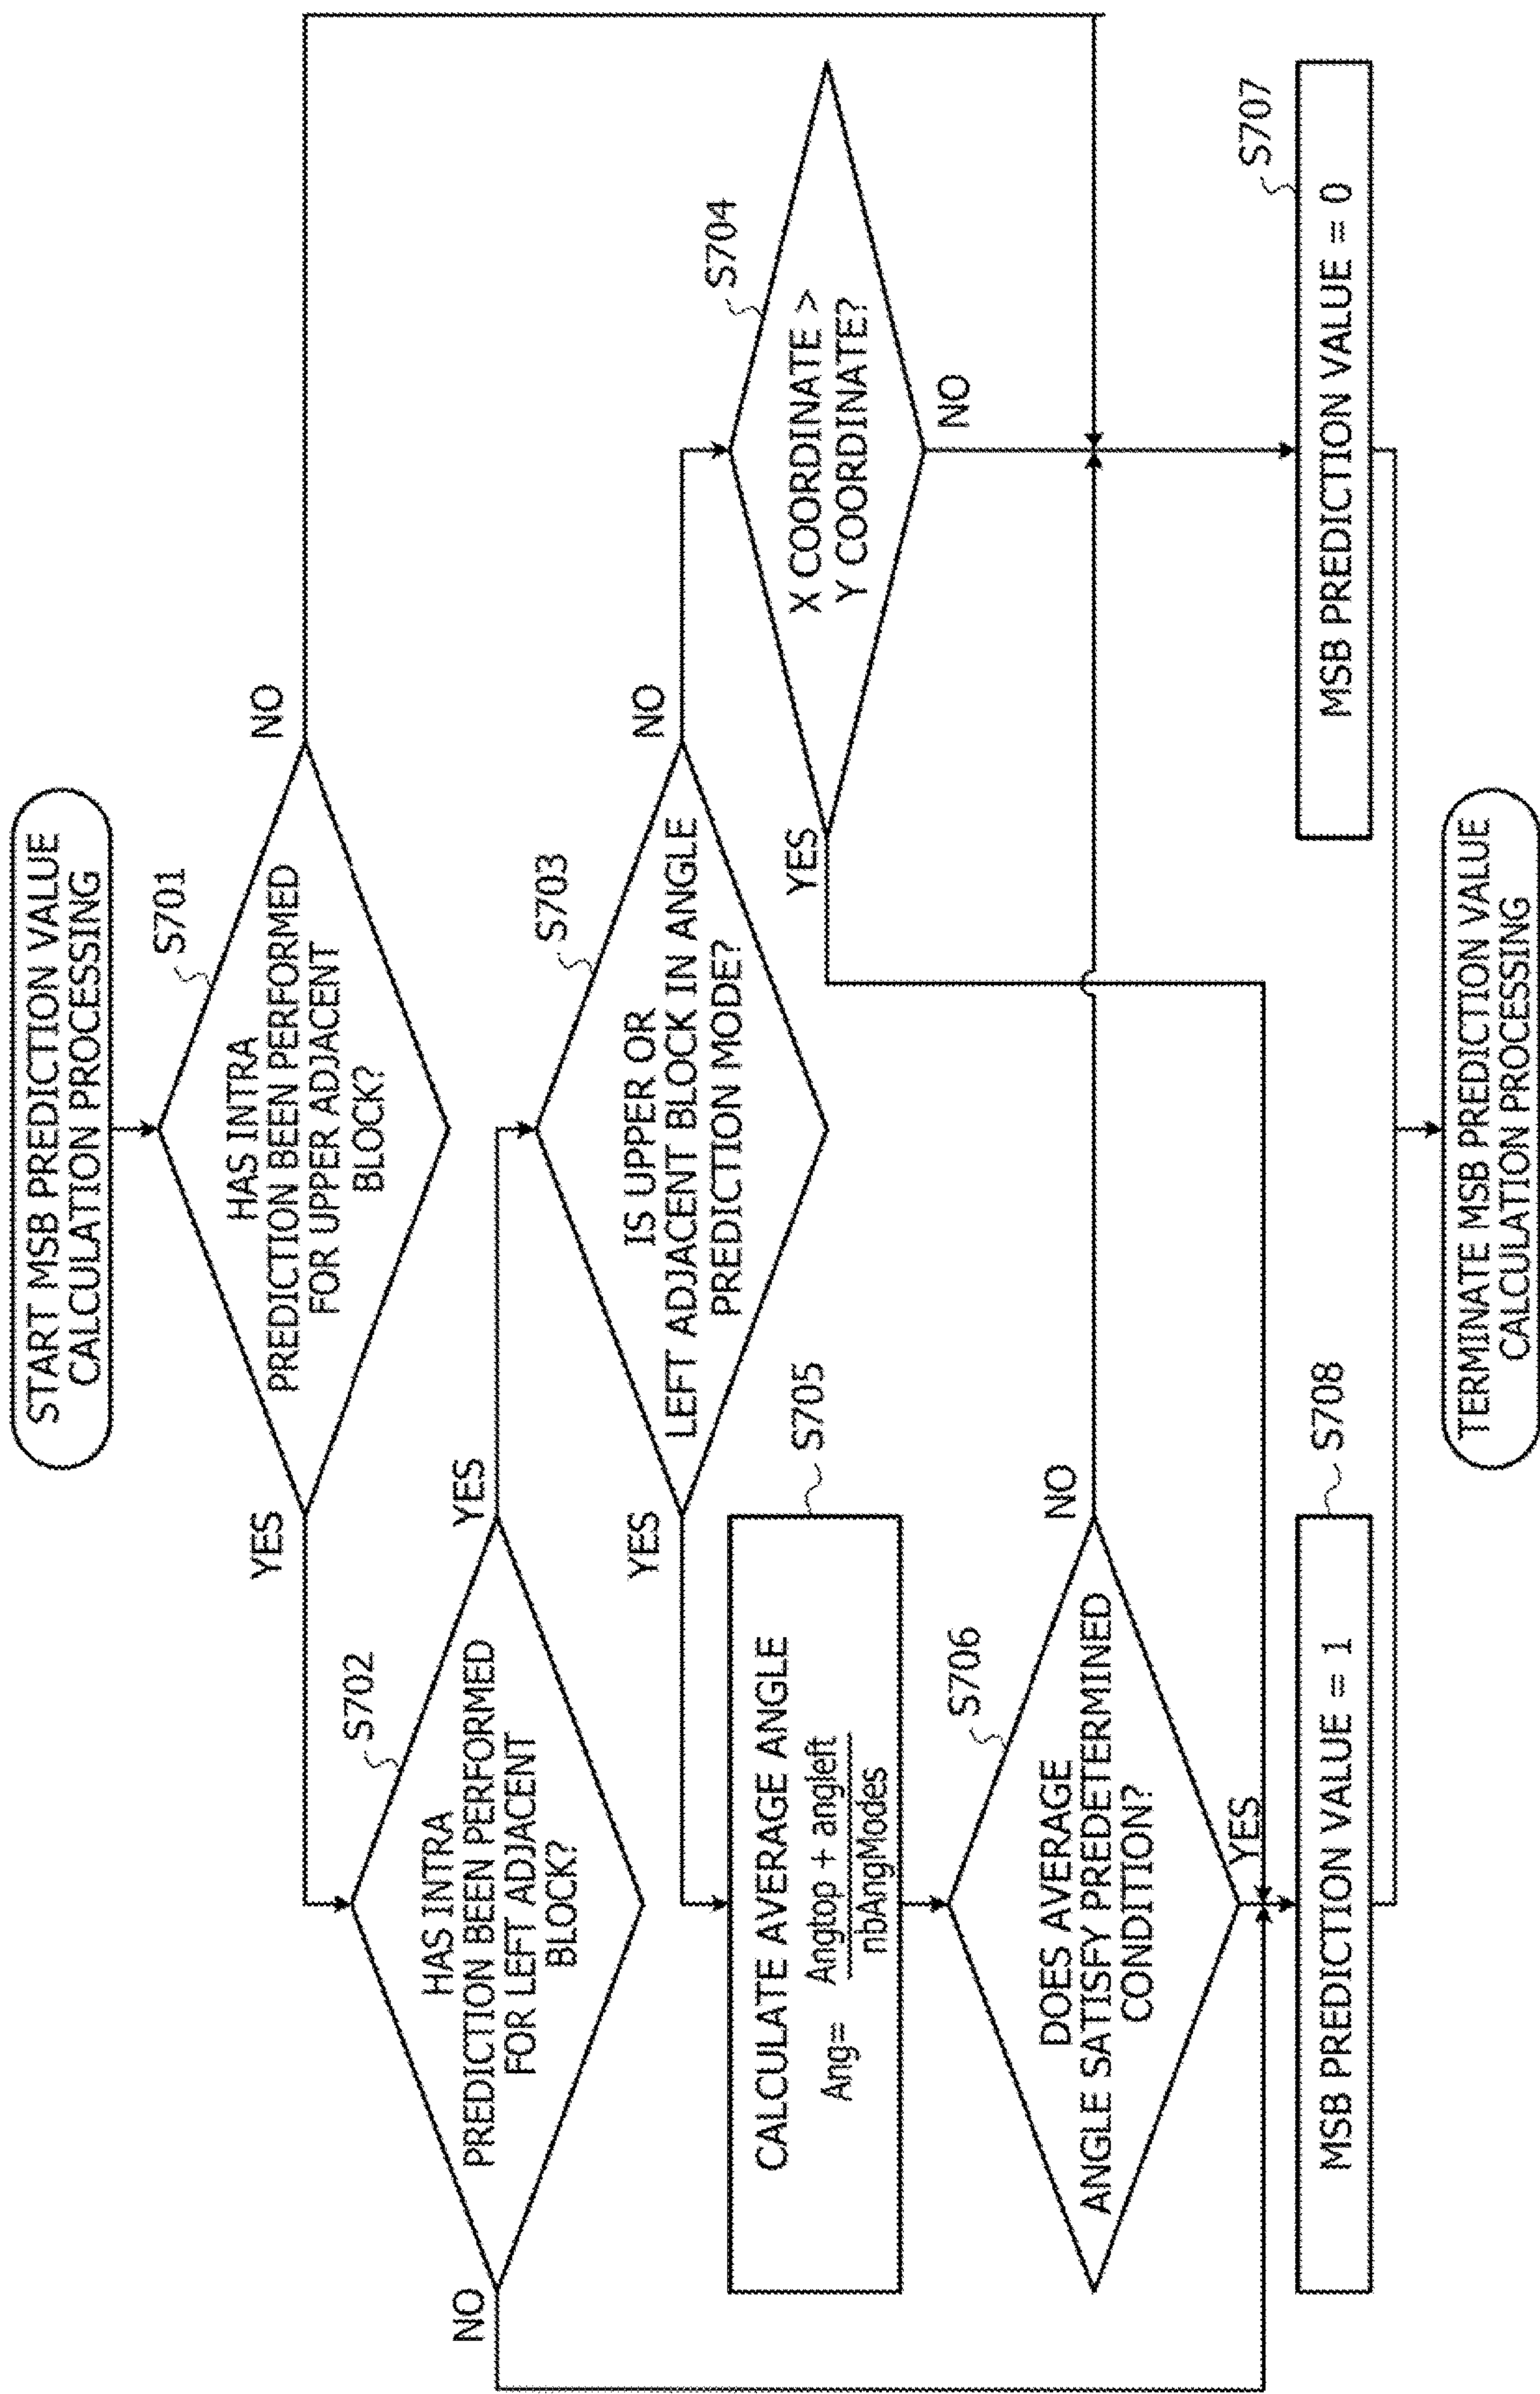 START MSB PREDICTION VALUE
CALCULATION PROCESSING
S701
HAS INTRA
PREDICTION BEEN PERFORMED
FOR UPPER ADJACENT
BLOCK?
YES
NO
S702
HAS INTRA
PREDICTION BEEN PERFORMED
FOR LEFT ADJACENT
BLOCK?
NO
YES
S703
IS UPPER OR
LEFT ADJACENT BLOCK IN ANGLE
PREDICTION MODE?
YES
NO
S704
X COORDINATE >
Y COORDINATE?
YES
NO
S705
CALCULATE AVERAGE ANGLE
Ang= Angtop + angleft
nbAngModes
S706
DOES AVERAGE
ANGLE SATISFY PREDETERMINED
CONDITION?
NO
YES
S708
MSB PREDICTION VALUE = 1
S707
MSB PREDICTION VALUE = 0
TERMINATE MSB PREDICTION VALUE
CALCULATION PROCESSING